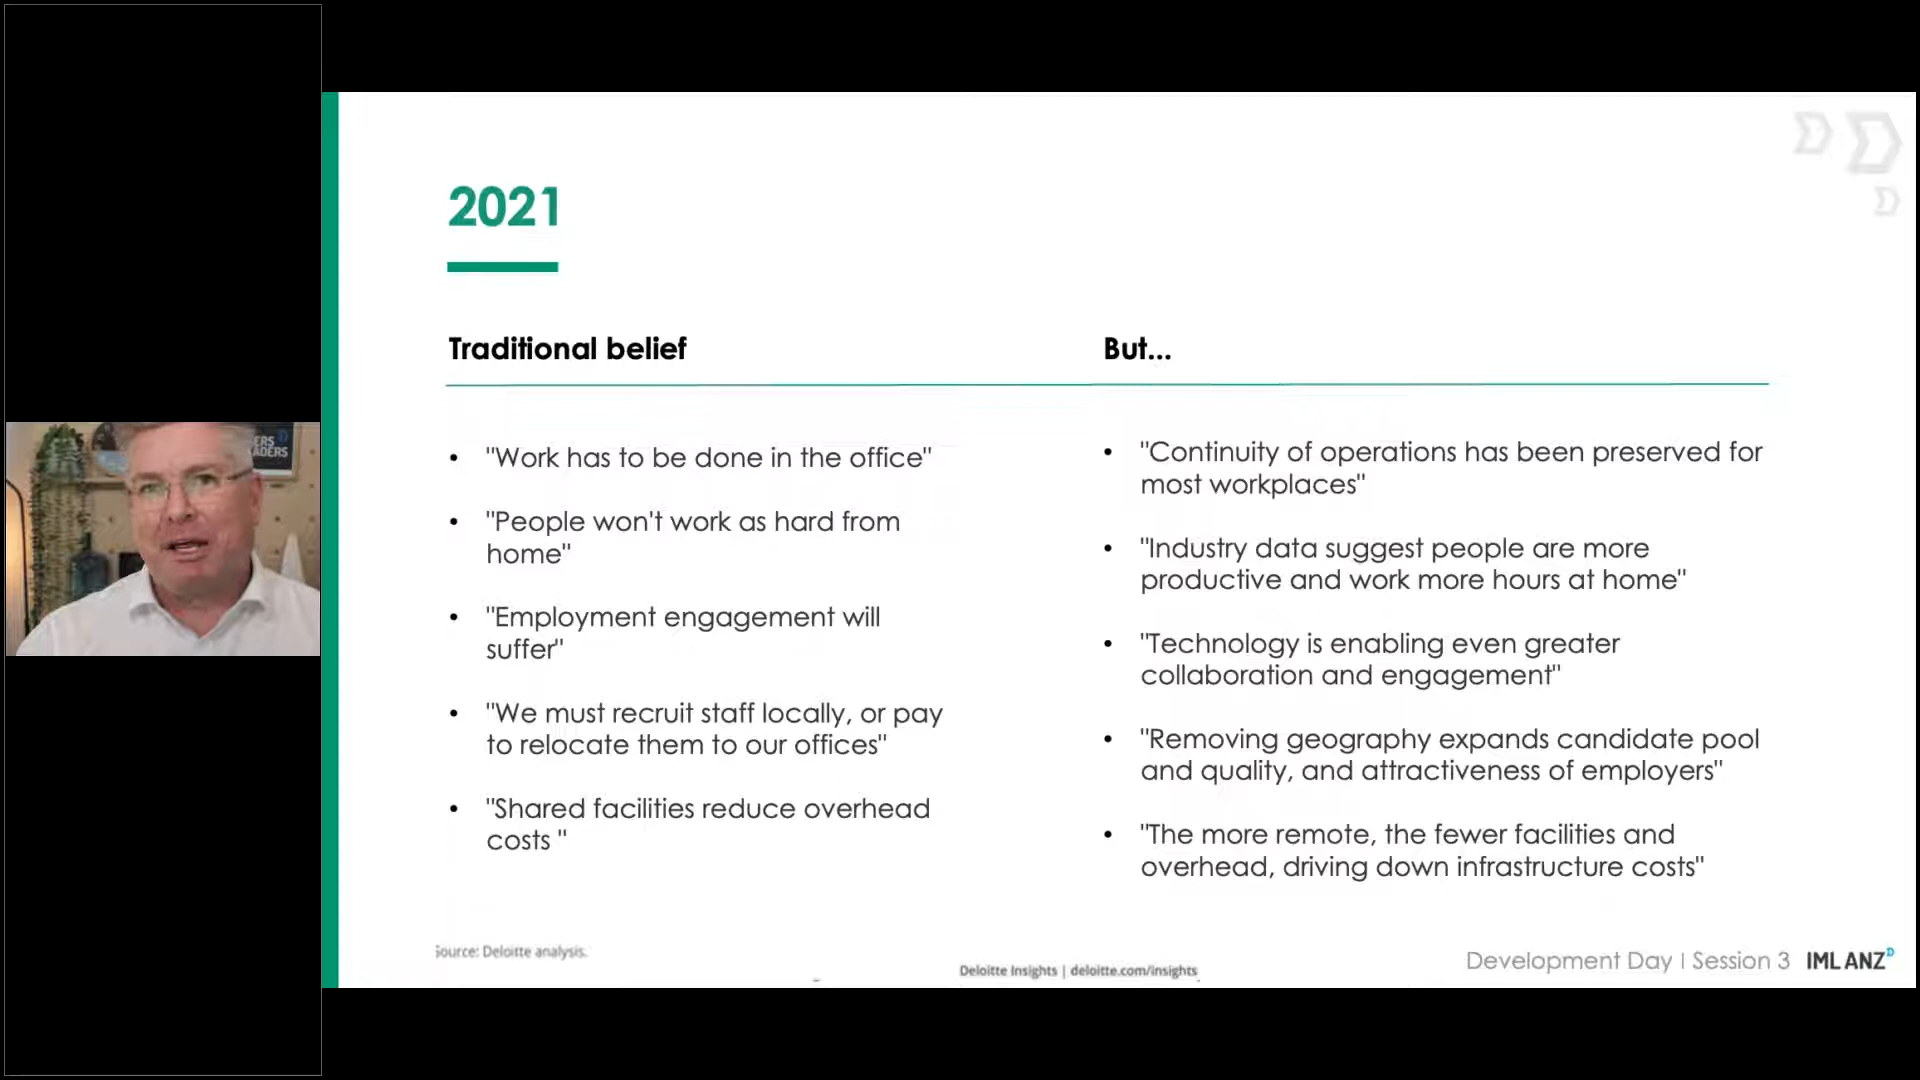 2021
Traditional belief
But...
• "Work has to be done in the office"
• "People won't work as hard from
home"
• "Employment engagement will
suffer"
• "We must recruit staff locally, or pay
to relocate them to our offices"
• "Shared facilities reduce overhead
costs "
• "Continuity of operations has been preserved for
most workplaces"
• "Industry data suggest people are more
productive and work more hours at home"
• "Technology is enabling even greater
collaboration and engagement"
• "Removing geography expands candidate pool
and quality, and attractiveness of employers"
• "The more remote, the fewer facilities and
overhead, driving down infrastructure costs"
Source: Deloitte analysis.
Deloitte Insights | deloitte.com/insights
Development Day | Session 3
IML ANZ